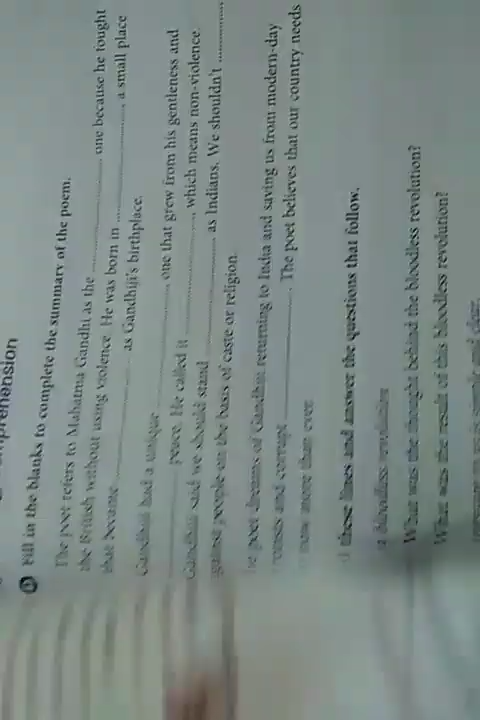 prehension
A Fill in the blanks to complete the summary of the poem.
The poet refers to Mahatma Gandhi as the .................... one because he fought
the British without using violence. He was born in ...................., a small place
that became .................... as Gandhiji's birthplace.
Gandhiji had a unique .................... one that grew from his gentleness and
.................... peace. He called it ...................., which means non-violence.
Gandhiji said we should stand .................... as Indians. We shouldn't ....................
against people on the basis of caste or religion.
poet dreams of Gandhiji returning to India and saving us from modern-day
and corrupt .................... . The poet believes that our country needs
now more than ever
these lines and answer the questions that follow.
a bloodless revolution
What was the thought behind the bloodless revolution?
What was the result of this bloodless revolution?